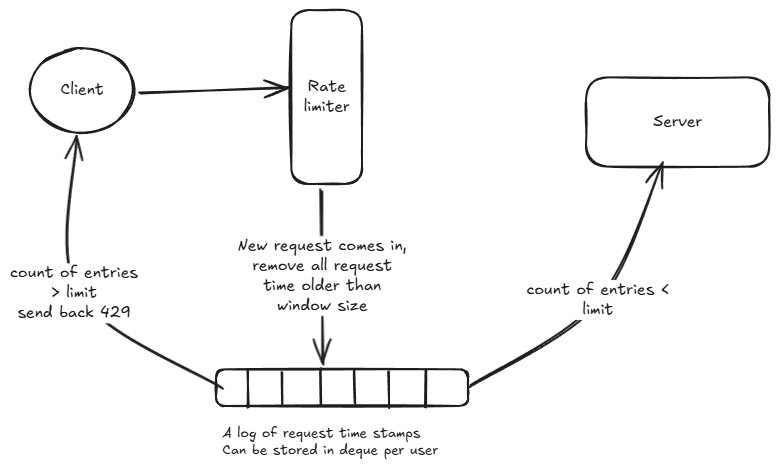 Client
Rate
limiter
Server
New request comes in,
remove all request
time older than
window size
count of entries
> limit
send back 429
count of entries <
limit
A log of request time stamps
Can be stored in deque per user